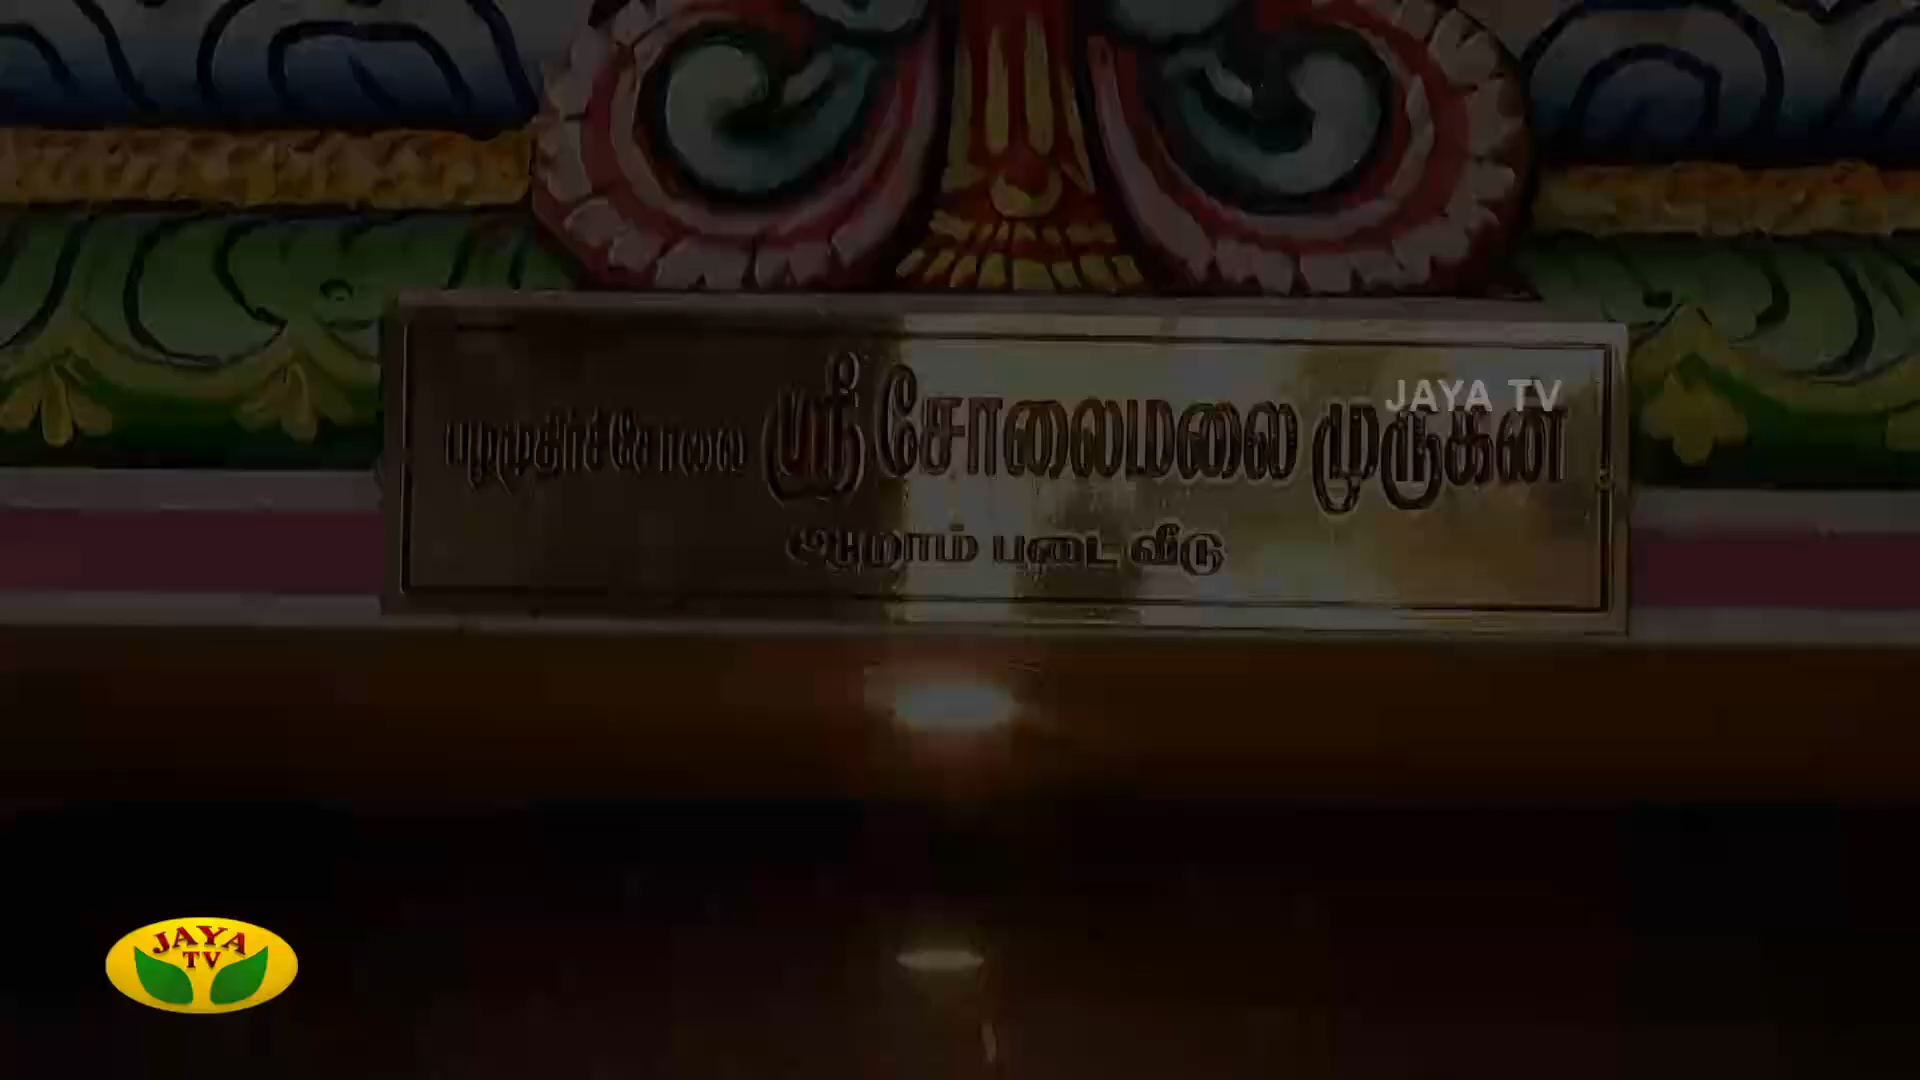 JAYA TV
பழமுதிர்ச்சோலை ஸ்ரீ சோலைமலை முருகன்
ஆறாம் படை வீடு
JAYA
TV